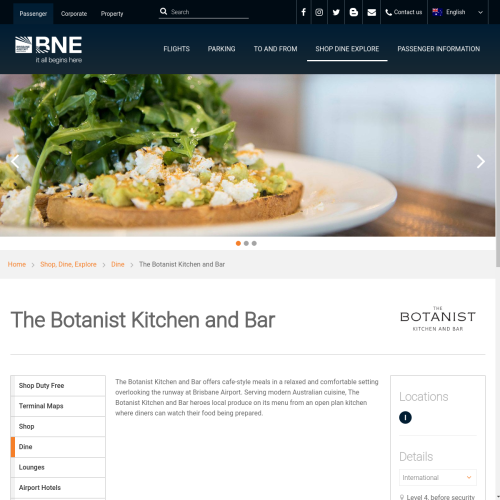 Passenger Corporate Property Search Contact us English
BNE
it all begins here
FLIGHTS PARKING TO AND FROM SHOP DINE EXPLORE PASSENGER INFORMATION
Home > Shop, Dine, Explore > Dine > The Botanist Kitchen and Bar
The Botanist Kitchen and Bar
THE
BOTANIST
KITCHEN AND BAR
Shop Duty Free
Terminal Maps
Shop
Dine
Lounges
Airport Hotels
The Botanist Kitchen and Bar offers cafe-style meals in a relaxed and comfortable setting
overlooking the runway at Brisbane Airport. Serving modern Australian cuisine, The
Botanist Kitchen and Bar heroes local produce on its menu from an open plan kitchen
where diners can watch their food being prepared.
Locations
I
Details
International
Level 4, before security